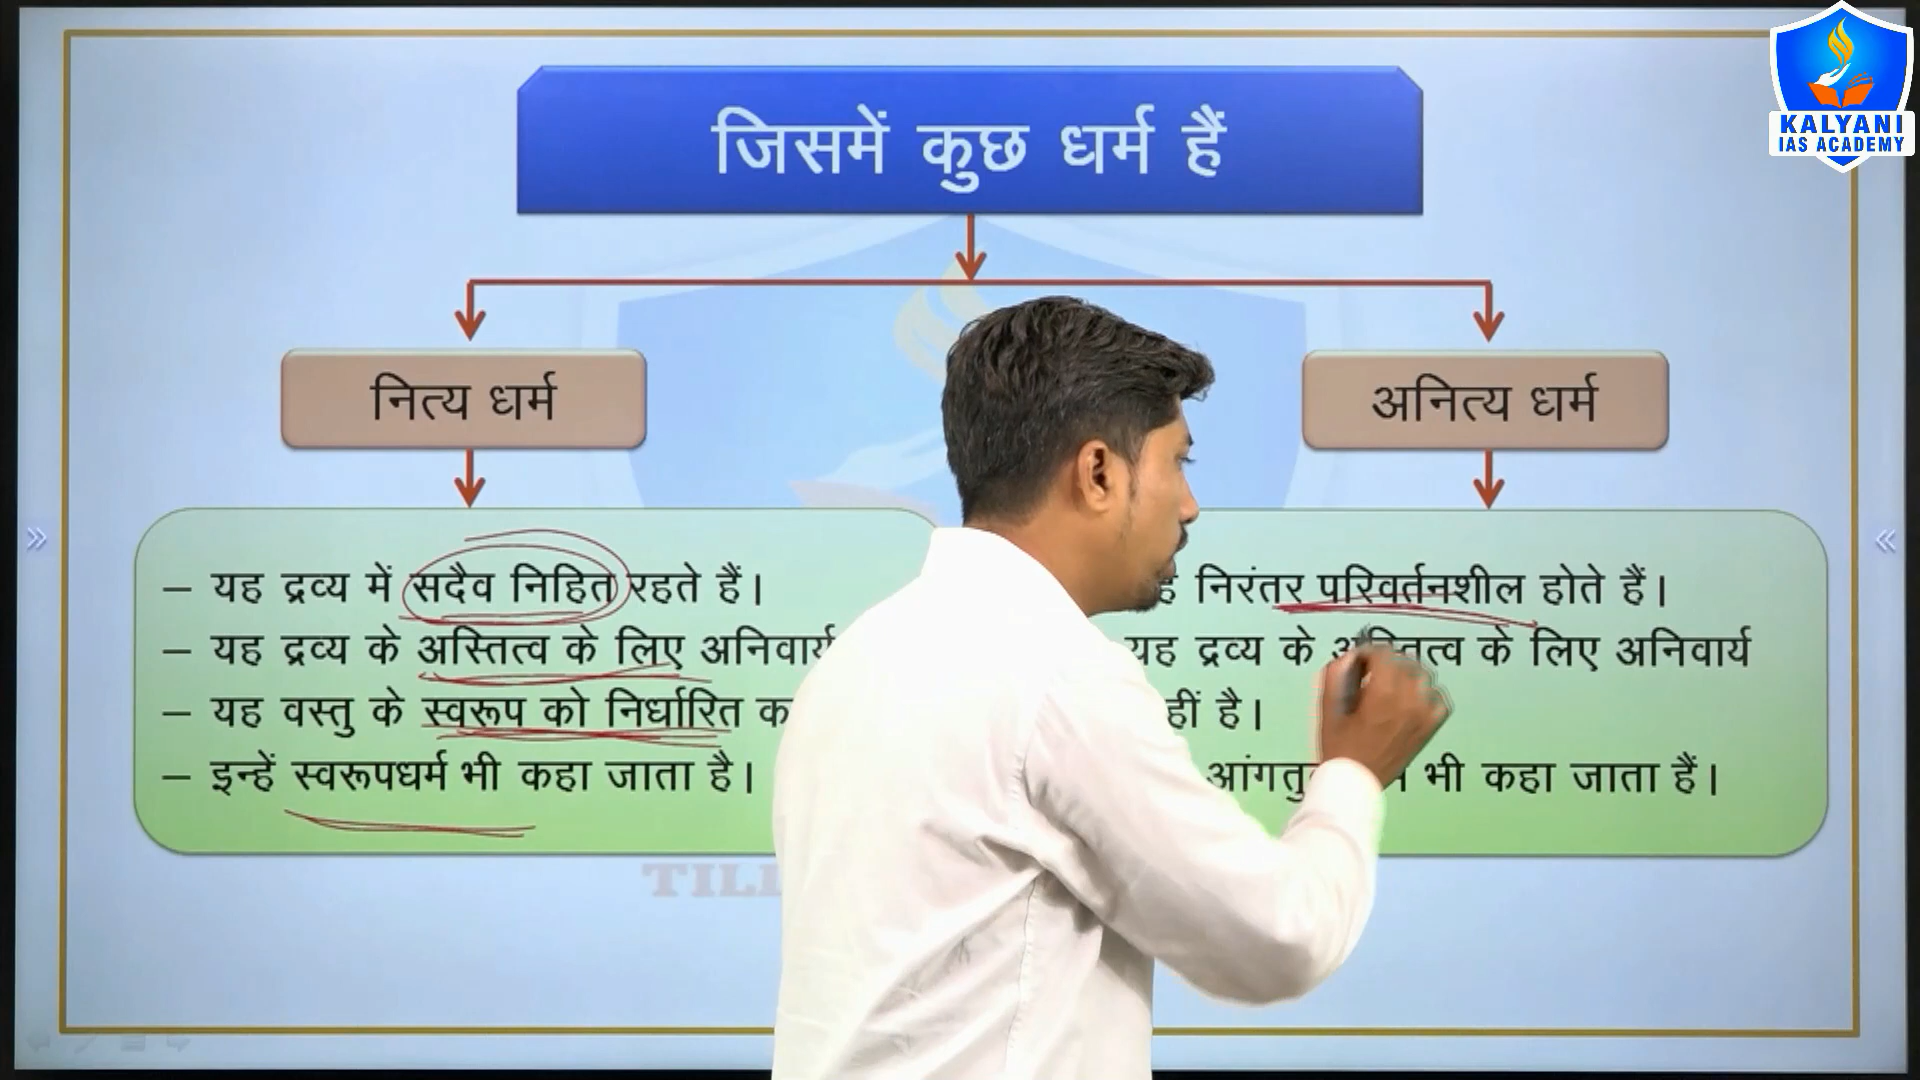 KALYANI
IAS ACADEMY
जिसमें कुछ धर्म हैं
नित्य धर्म
अनित्य धर्म
– यह द्रव्य में सदैव निहित रहते हैं।
– यह द्रव्य के अस्तित्व के लिए अनिवार्य
– यह वस्तु के स्वरूप को निर्धारित
– इन्हें स्वरूपधर्म भी कहा जाता है।
निरंतर परिवर्तनशील होते हैं।
यह द्रव्य के अस्तित्व के लिए अनिवार्य
है।
भी कहा जाता हैं।